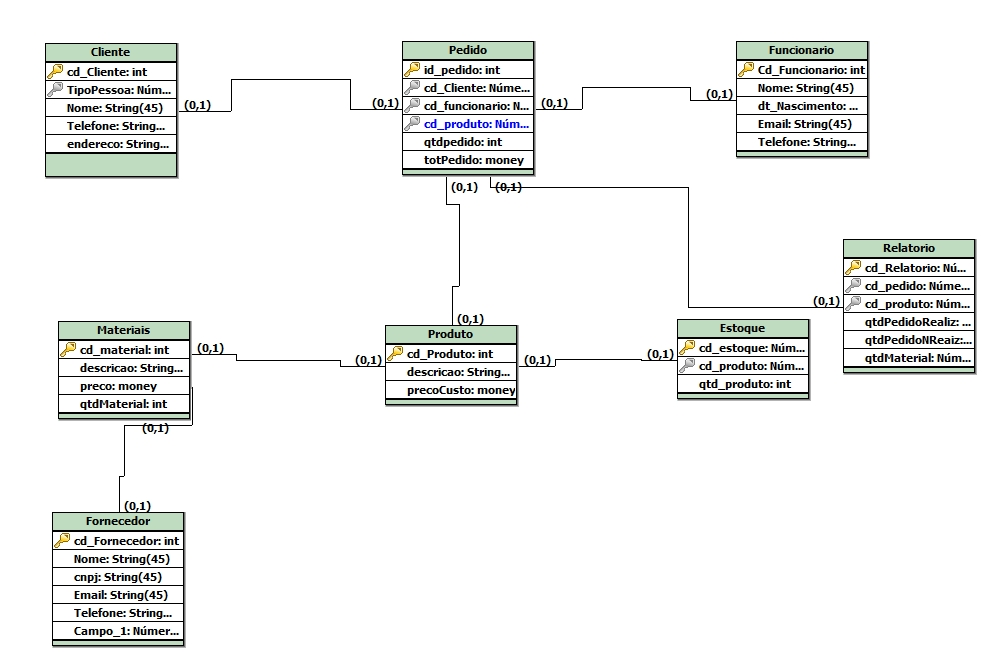 Cliente
cd_Cliente: int
TipoPessoa: Núm...
Nome: String(45)
Telefone: String...
endereco: String...
(0,1)
(0,1)
Pedido
id_pedido: int
cd_Cliente: Núme...
cd_funcionario: N...
cd_produto: Núm...
qtdpedido: int
totPedido: money
(0,1)
(0,1)
Funcionario
Cd_Funcionario: int
Nome: String(45)
dt_Nascimento: ...
Email: String(45)
Telefone: String...
(0,1)
(0,1)
Relatorio
cd_Relatorio: Nú...
cd_pedido: Núme...
cd_produto: Núm...
qtdPedidoRealiz: ...
qtdPedidoNReaiz:...
qtdMaterial: Núm...
(0,1)
(0,1)
Materiais
cd_material: int
descricao: String...
preco: money
qtdMaterial: int
(0,1)
(0,1)
(0,1)
Produto
cd_Produto: int
descricao: String...
precoCusto: money
(0,1)
(0,1)
Estoque
cd_estoque: Núm...
cd_produto: Núm...
qtd_produto: int
(0,1)
Fornecedor
cd_Fornecedor: int
Nome: String(45)
cnpj: String(45)
Email: String(45)
Telefone: String...
Campo_1: Númer...